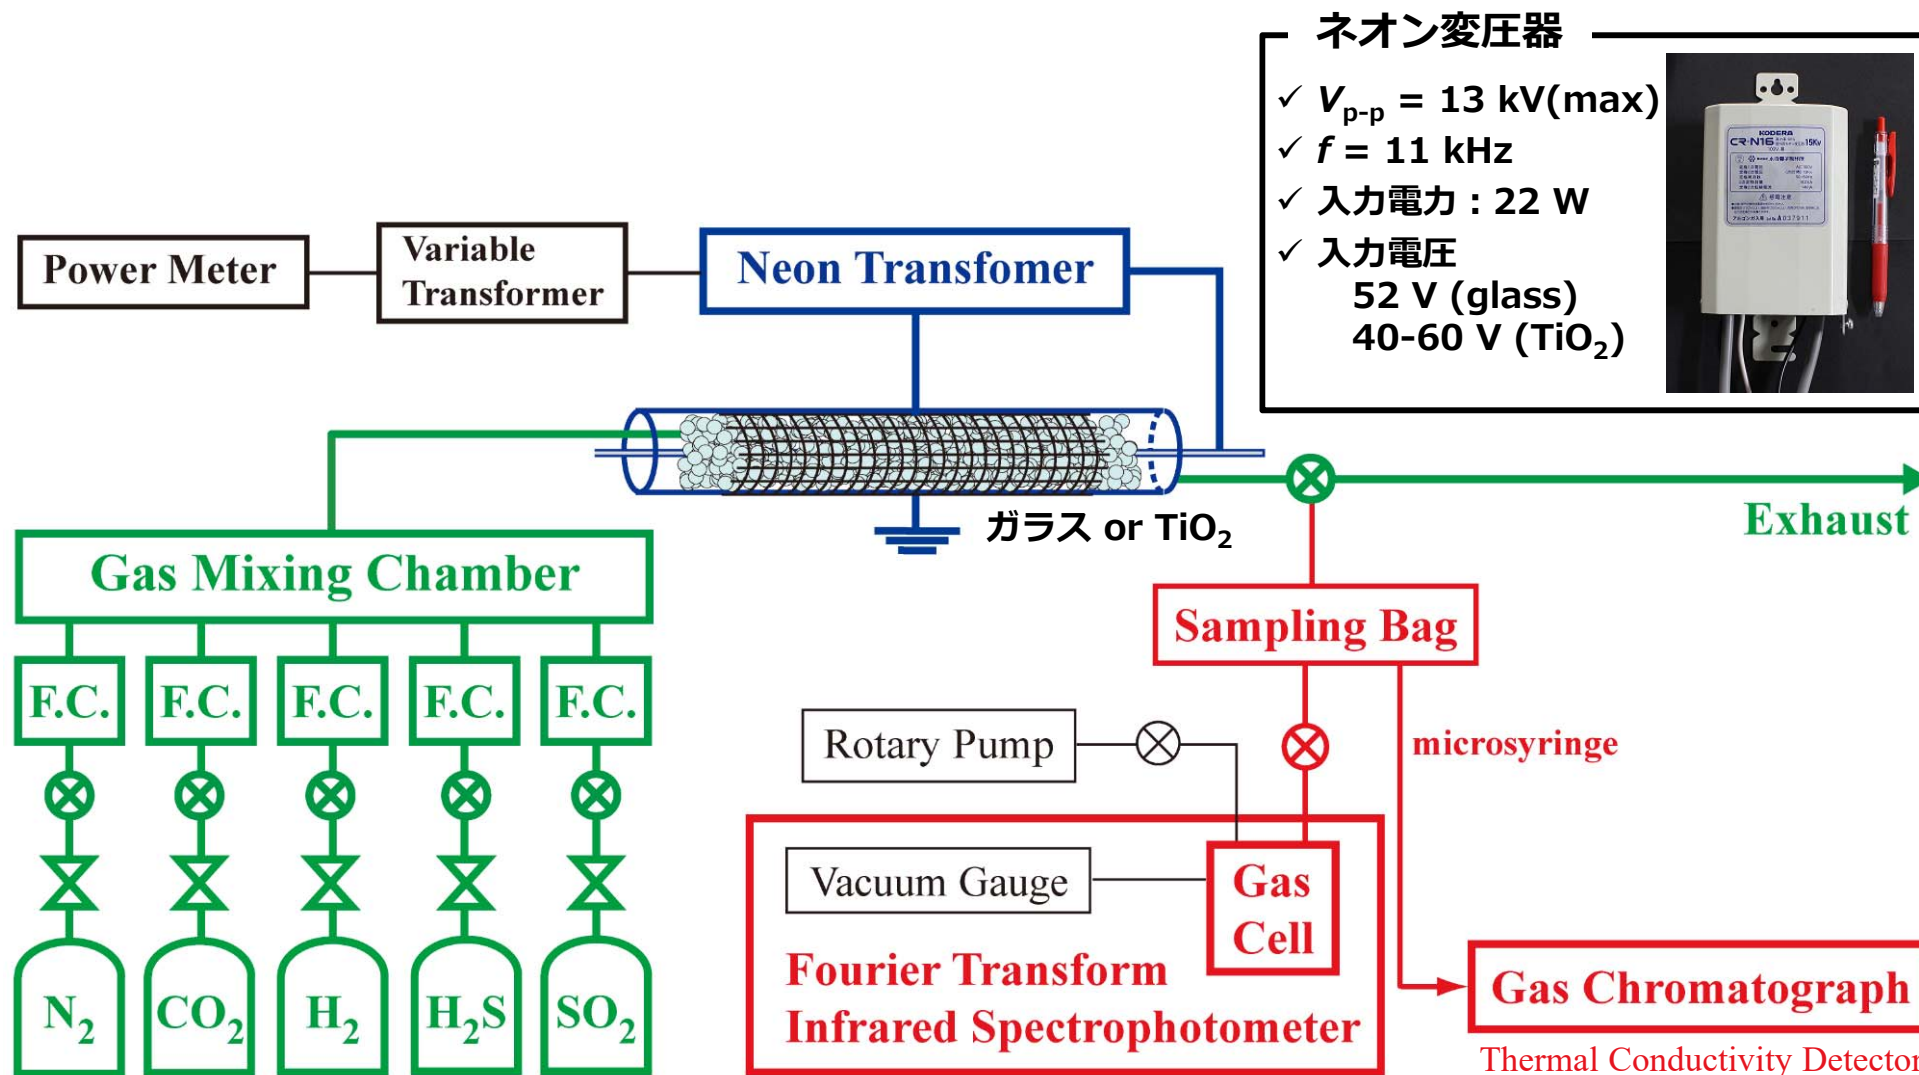 ネオン変圧器
✓ Vp-p = 13 kV(max)
✓ f = 11 kHz
✓ 入力電力：22 W
✓ 入力電圧
52 V (glass)
40-60 V (TiO2)
KODERA
CR-N16
15Kv
A037911
Power Meter
Variable
Transformer
Neon Transfomer
ガラス or TiO2
Exhaust
Gas Mixing Chamber
F.C.
F.C.
F.C.
F.C.
F.C.
N2
CO2
H2
H2S
SO2
Sampling Bag
microsyringe
Rotary Pump
Vacuum Gauge
Gas
Cell
Fourier Transform
Infrared Spectrophotometer
Gas Chromatograph
Thermal Conductivity Detector